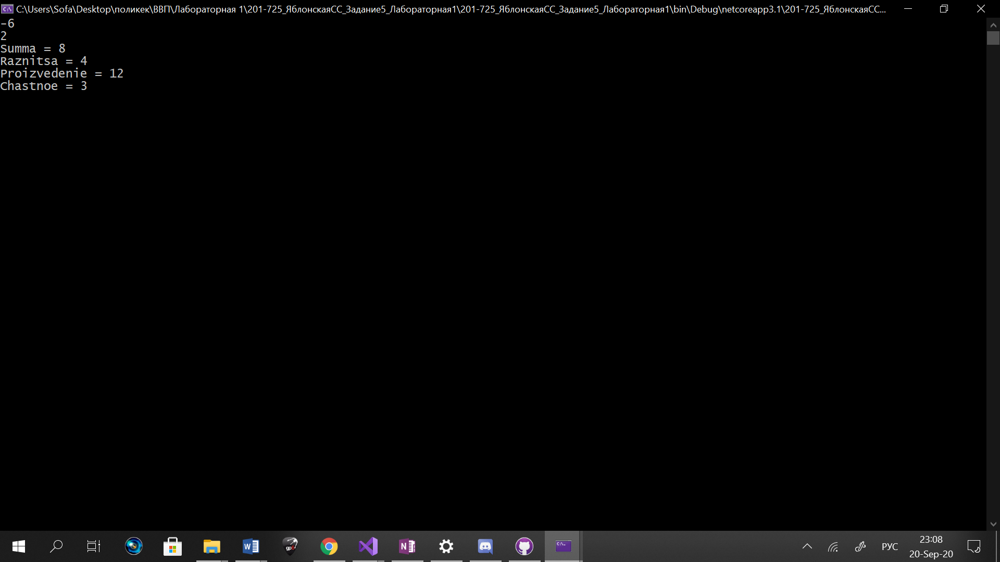 C:\Users\Sofa\Desktop\поликек\ВВП\Лабораторная 1\201-725_ЯблонскаяСС_Задание5_Лабораторная1\201-725_ЯблонскаяСС_Задание5_Лабораторная1\bin\Debug\netcoreapp3.1\201-725_ЯблонскаяСС...
-6
2
Summa = 8
Raznitsa = 4
Proizvedenie = 12
Chastnoe = 3
РУС
23:08
20-Sep-20